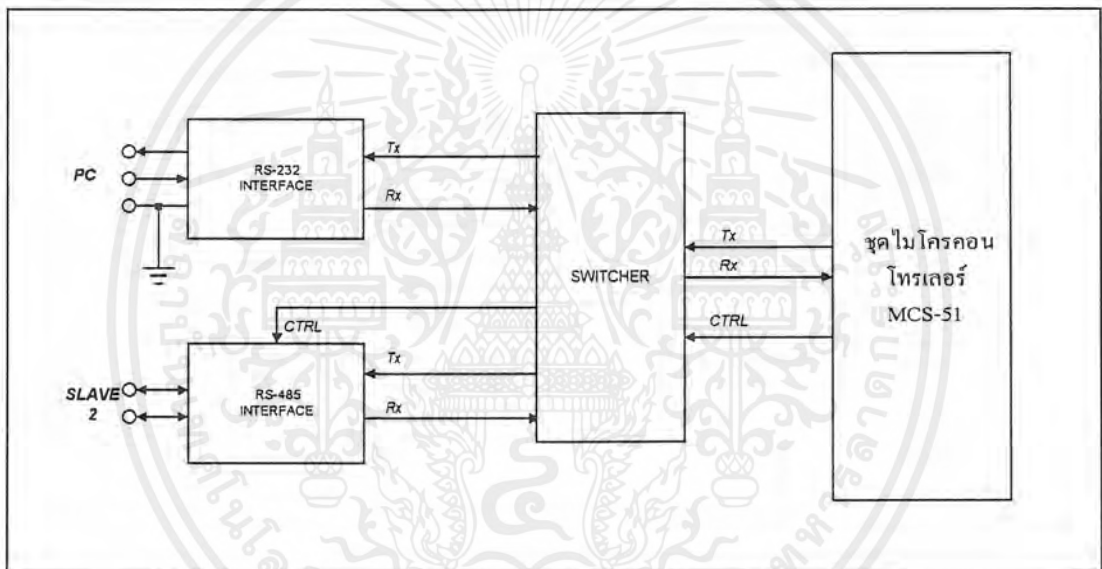 PC
RS-232
INTERFACE
Tx
Rx
SWITCHER
Tx
Rx
CTRL
ชุดไมโครคอน
โทรเลอร์
MCS-51
CTRL
SLAVE
2
RS-485
INTERFACE
Tx
Rx